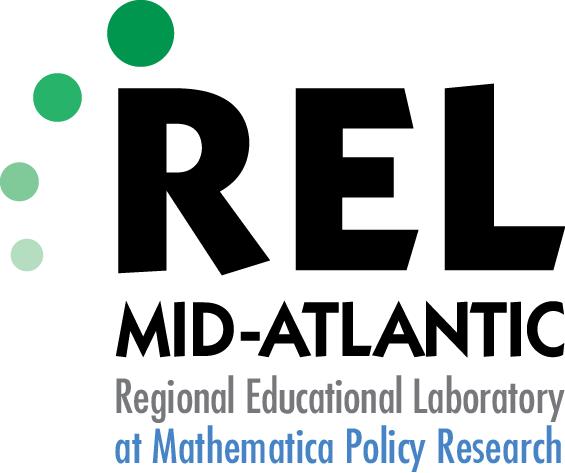 REL
MID-ATLANTIC
Regional Educational Laboratory
at Mathematica Policy Research